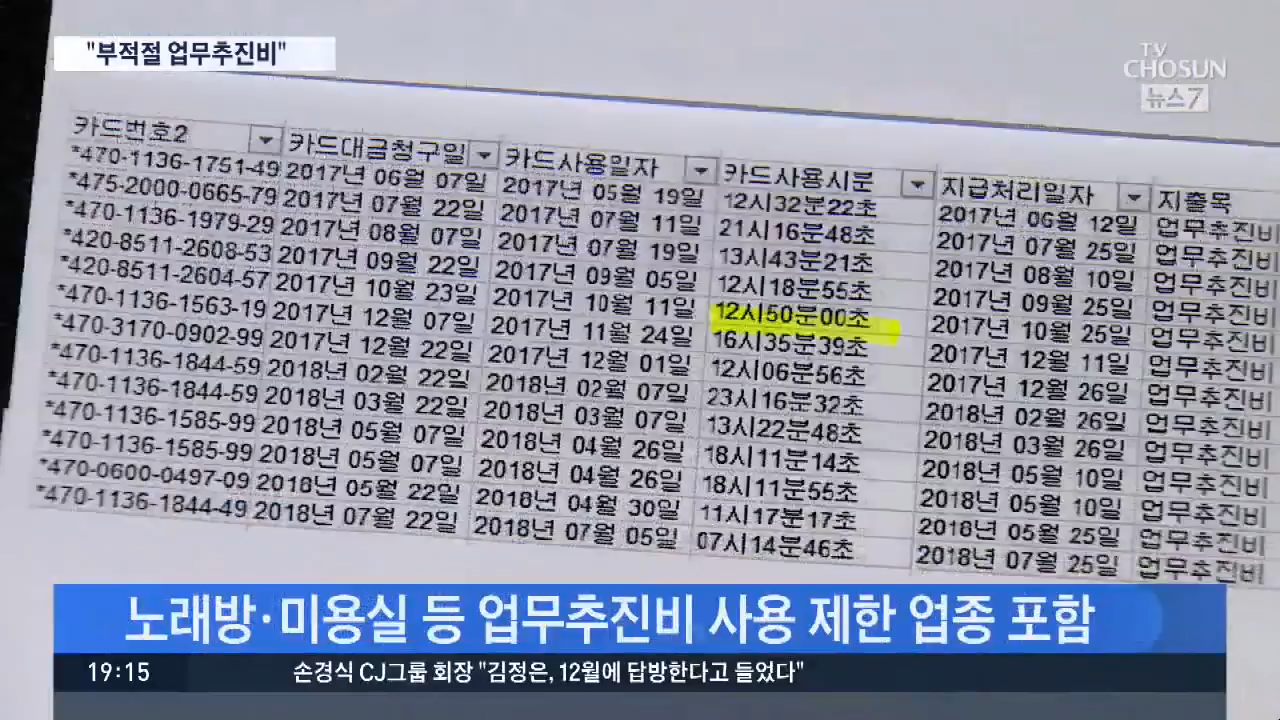 "부적절 업무추진비"
TV CHOSUN
뉴스7
카드번호2 카드대금청구일 카드사용일자 카드사용시분 지급처리일자 지출목
*470-1136-1751-49 2017년 06월 07일 2017년 05월 19일 12시32분22초 2017년 06월 12일 업무추진비
*475-2000-0665-79 2017년 07월 22일 2017년 07월 11일 21시16분48초 2017년 07월 25일 업무추진비
*470-1136-1979-29 2017년 08월 07일 2017년 07월 19일 13시43분21초 2017년 08월 10일 업무추진비
*420-8511-2608-53 2017년 09월 22일 2017년 09월 05일 12시18분55초 2017년 09월 25일 업무추진비
*420-8511-2604-57 2017년 10월 23일 2017년 10월 11일 12시50분00초 2017년 10월 25일 업무추진비
*470-1136-1563-19 2017년 12월 07일 2017년 11월 24일 16시35분39초 2017년 12월 11일 업무추진비
*470-3170-0902-99 2017년 12월 22일 2017년 12월 01일 12시06분56초 2017년 12월 26일 업무추진비
*470-1136-1844-59 2018년 02월 22일 2018년 02월 07일 23시16분32초 2018년 02월 26일 업무추진비
*470-1136-1844-59 2018년 03월 22일 2018년 03월 07일 13시22분48초 2018년 03월 26일 업무추진비
*470-1136-1585-99 2018년 05월 07일 2018년 04월 26일 18시11분14초 2018년 05월 10일 업무추진비
*470-1136-1585-99 2018년 05월 07일 2018년 04월 26일 18시11분55초 2018년 05월 10일 업무추진비
*470-0600-0497-09 2018년 05월 22일 2018년 04월 30일 11시17분17초 2018년 05월 25일 업무추진비
*470-1136-1844-49 2018년 07월 22일 2018년 07월 05일 07시14분46초 2018년 07월 25일 업무추진비
노래방·미용실 등 업무추진비 사용 제한 업종 포함
19:15 손경식 CJ그룹 회장 "김정은, 12월에 답방한다고 들었다"